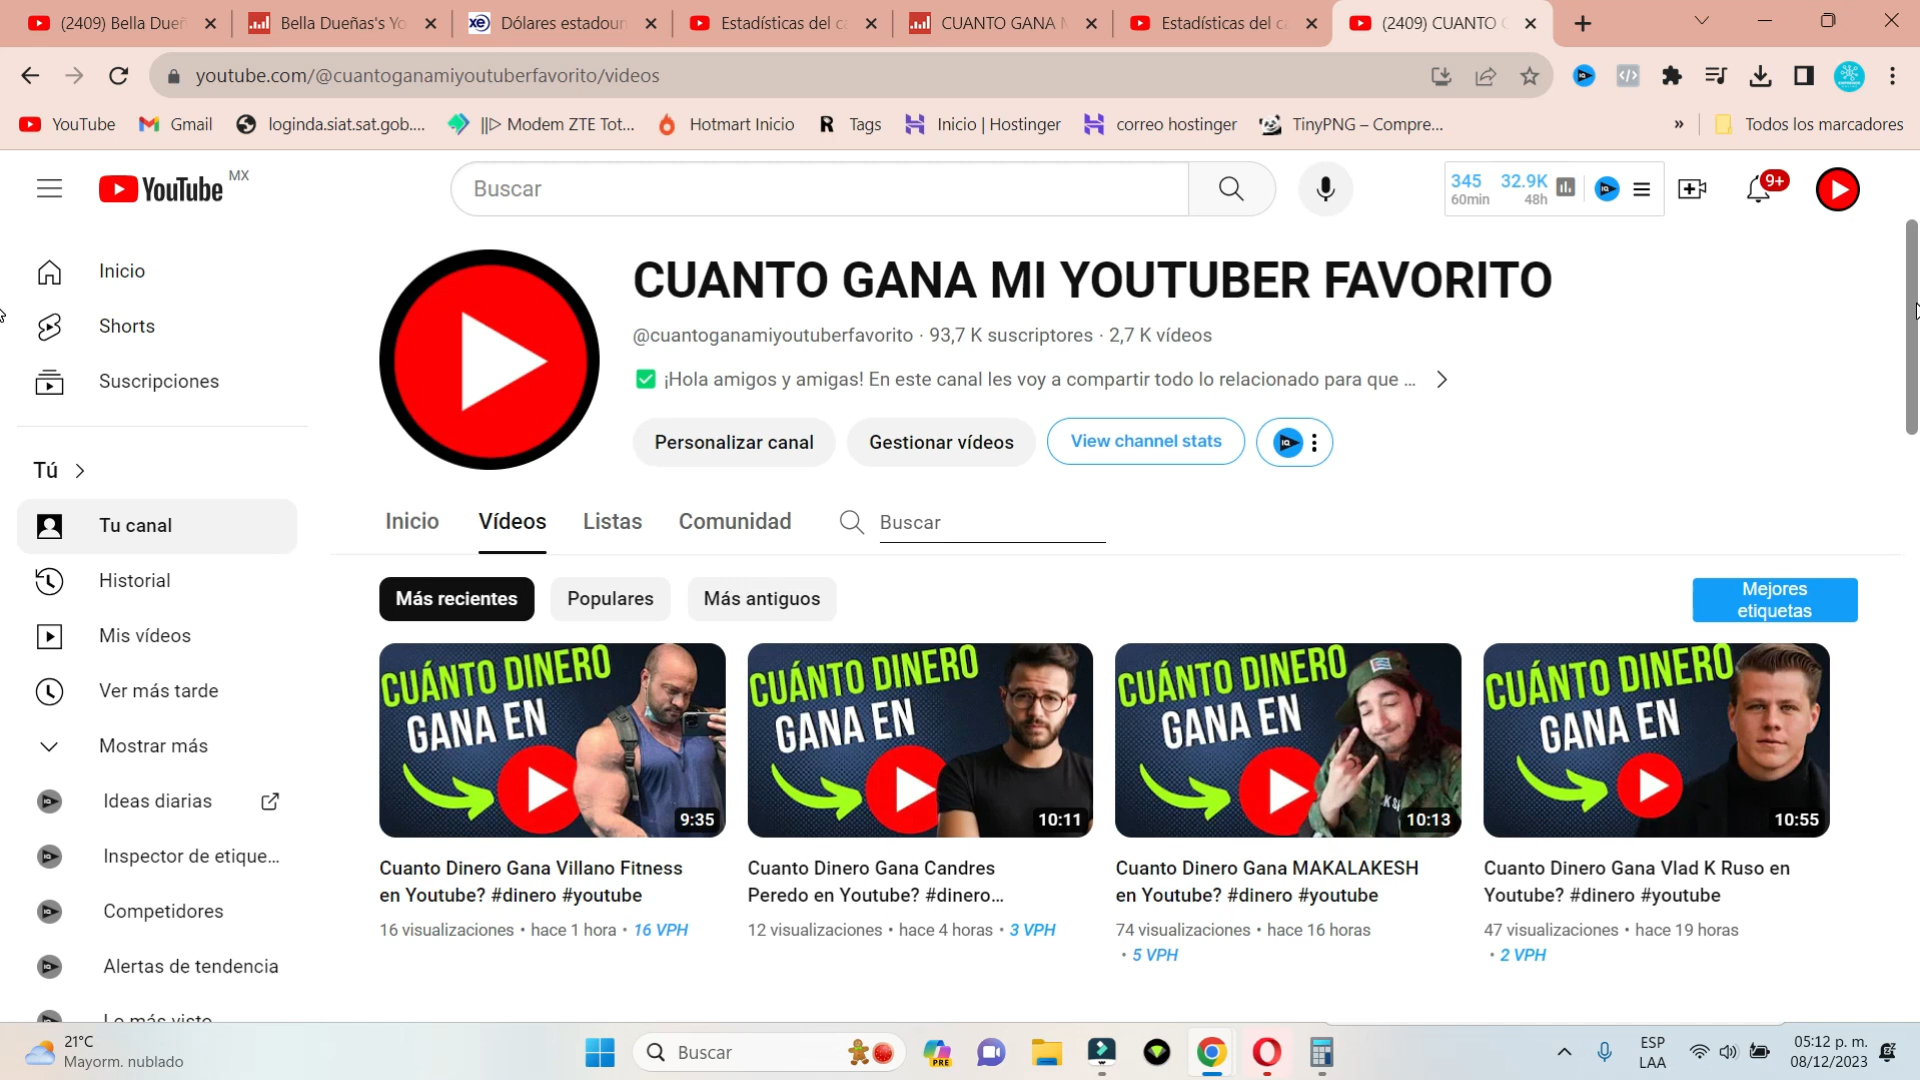 (2409) Bella Dueñ
Bella Dueñas's Yo
Dólares estadour
Estadísticas del ca
CUANTO GANA M
Estadísticas del ca
(2409) CUANTO G
youtube.com/@cuantoganamiyoutuberfavorito/videos
YouTube
Gmail
loginda.siat.sat.gob....
||▷ Modem ZTE Tot...
Hotmart Inicio
Tags
Inicio | Hostinger
correo hostinger
TinyPNG – Compre...
»
Todos los marcadores
YouTube MX
Buscar
345 32.9K
60min 48h
9+
Inicio
Shorts
Suscripciones
Tú
Tu canal
Historial
Mis vídeos
Ver más tarde
Mostrar más
Ideas diarias
Inspector de etique...
Competidores
Alertas de tendencia
Lo más visto
CUANTO GANA MI YOUTUBER FAVORITO
@cuantoganamiyoutuberfavorito · 93,7 K suscriptores · 2,7 K vídeos
✅ ¡Hola amigos y amigas! En este canal les voy a compartir todo lo relacionado para que ...
Personalizar canal
Gestionar vídeos
View channel stats
Inicio
Vídeos
Listas
Comunidad
Buscar
Más recientes
Populares
Más antiguos
Mejores
etiquetas
CUÁNTO DINERO
GANA EN
9:35
Cuanto Dinero Gana Villano Fitness
en Youtube? #dinero #youtube
16 visualizaciones • hace 1 hora • 16 VPH
CUÁNTO DINERO
GANA EN
10:11
Cuanto Dinero Gana Candres
Peredo en Youtube? #dinero...
12 visualizaciones • hace 4 horas • 3 VPH
CUÁNTO DINERO
GANA EN
10:13
Cuanto Dinero Gana MAKALAKESH
en Youtube? #dinero #youtube
74 visualizaciones • hace 16 horas
• 5 VPH
CUÁNTO DINERO
GANA EN
10:55
Cuanto Dinero Gana Vlad K Ruso en
Youtube? #dinero #youtube
47 visualizaciones • hace 19 horas
• 2 VPH
21°C
Mayorm. nublado
Buscar
PRE
ESP
LAA
05:12 p. m.
08/12/2023